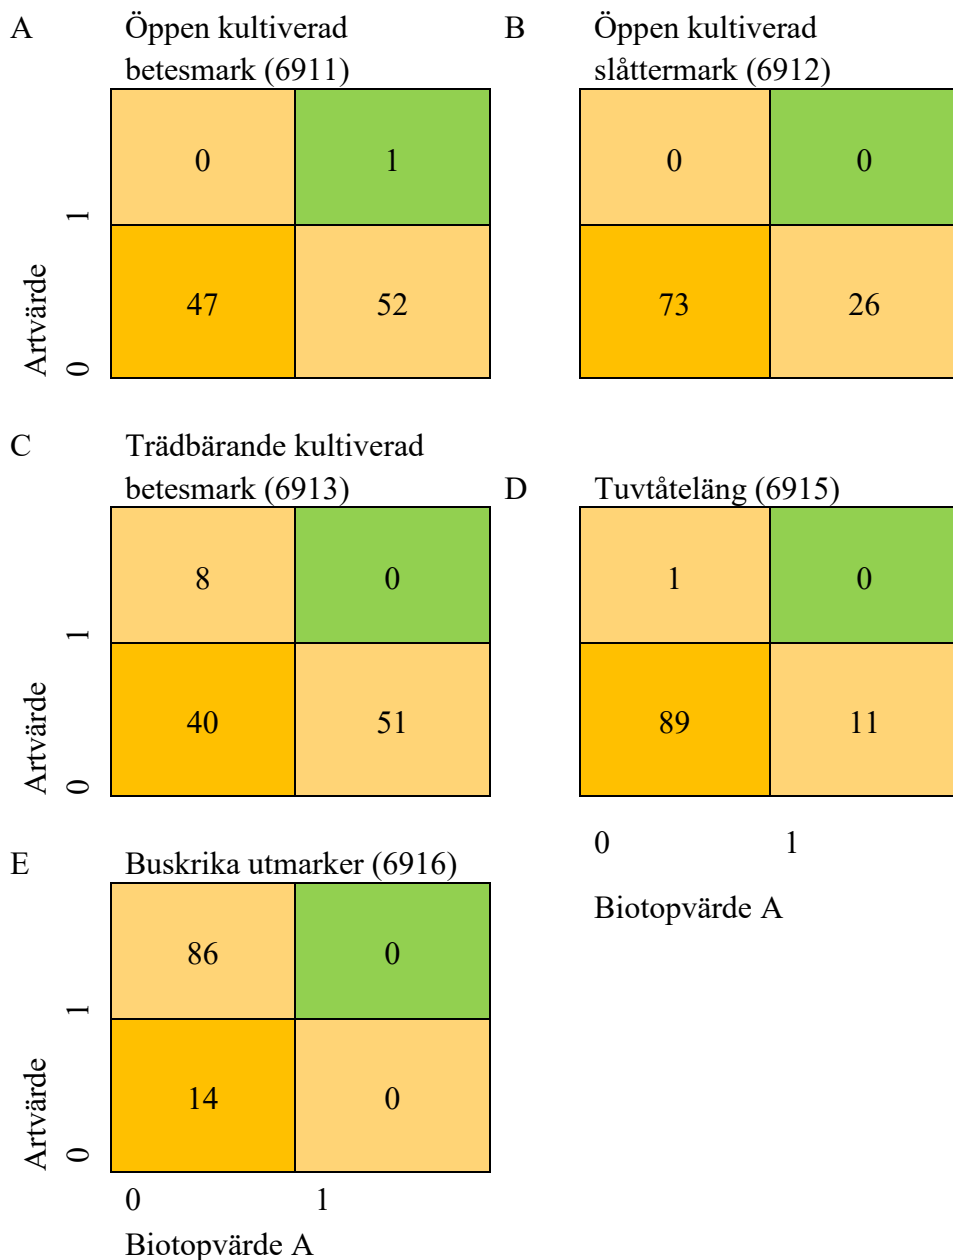 A
Öppen kultiverad
betesmark (6911)
0 1
47 52
Artvärde
0 1
B
Öppen kultiverad
slåttermark (6912)
0 0
73 26
C
Trädbärande kultiverad
betesmark (6913)
8 0
40 51
Artvärde
0 1
D
Tuvtåteläng (6915)
1 0
89 11
0 1
Biotopvärde A
E
Buskrika utmarker (6916)
86 0
14 0
Artvärde
0 1
0 1
Biotopvärde A